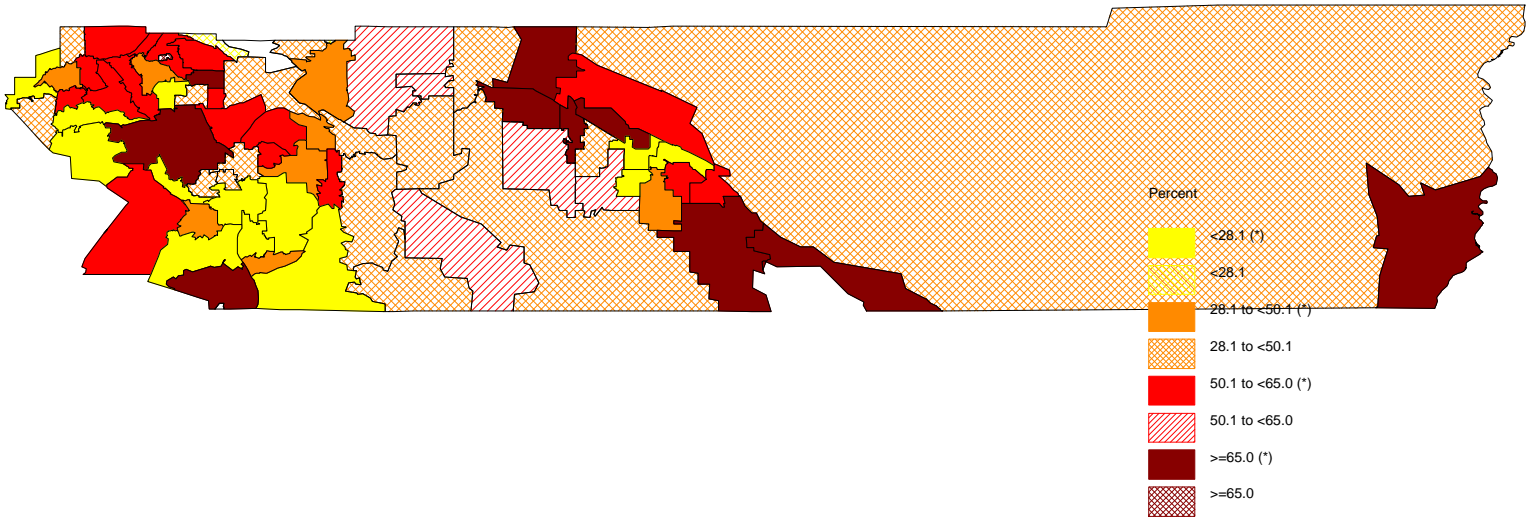 Percent
<28.1 (*)
<28.1
28.1 to <50.1 (*)
28.1 to <50.1
50.1 to <65.0 (*)
50.1 to <65.0
>=65.0 (*)
>=65.0